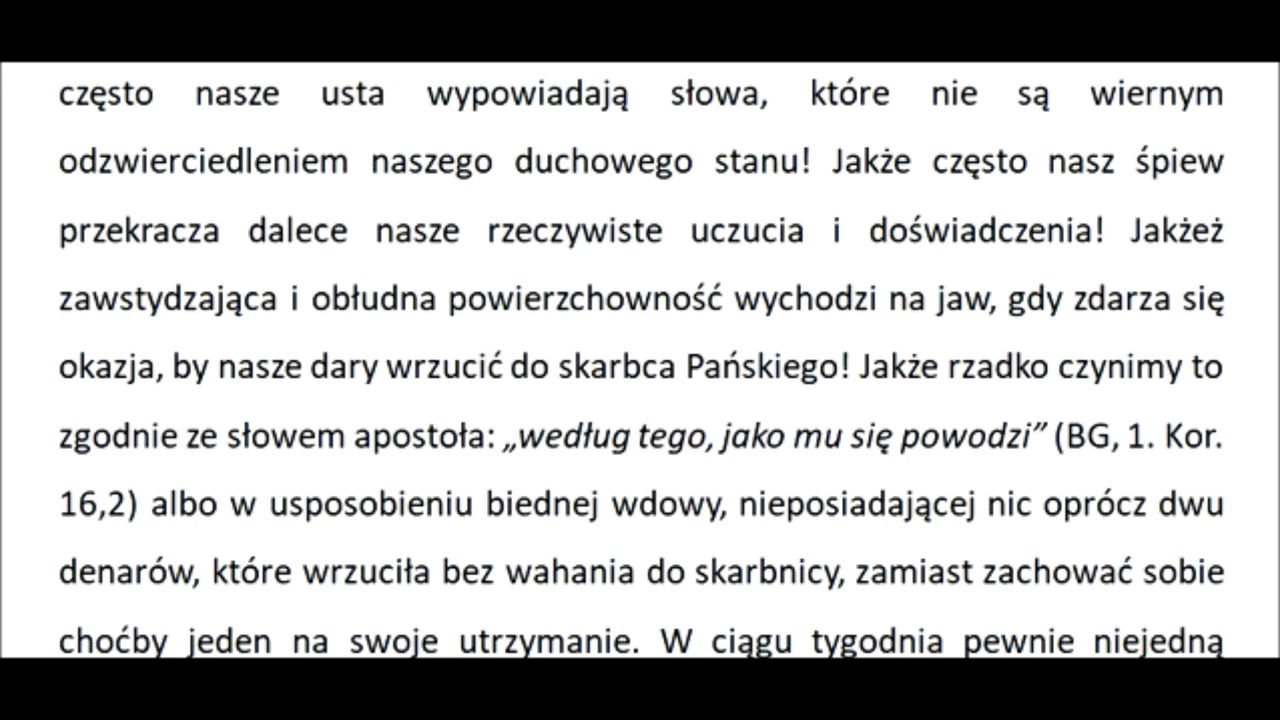 często nasze usta wypowiadają słowa, które nie są wiernym
odzwierciedleniem naszego duchowego stanu! Jakże często nasz śpiew
przekracza dalece nasze rzeczywiste uczucia i doświadczenia! Jakżeż
zawstydzająca i obłudna powierzchowność wychodzi na jaw, gdy zdarza się
okazja, by nasze dary wrzucić do skarbca Pańskiego! Jakże rzadko czynimy to
zgodnie ze słowem apostoła: „według tego, jako mu się powodzi” (BG, 1. Kor.
16,2) albo w usposobieniu biednej wdowy, nieposiadającej nic oprócz dwu
denarów, które wrzuciła bez wahania do skarbnicy, zamiast zachować sobie
choćby jeden na swoje utrzymanie. W ciągu tygodnia pewnie niejedną